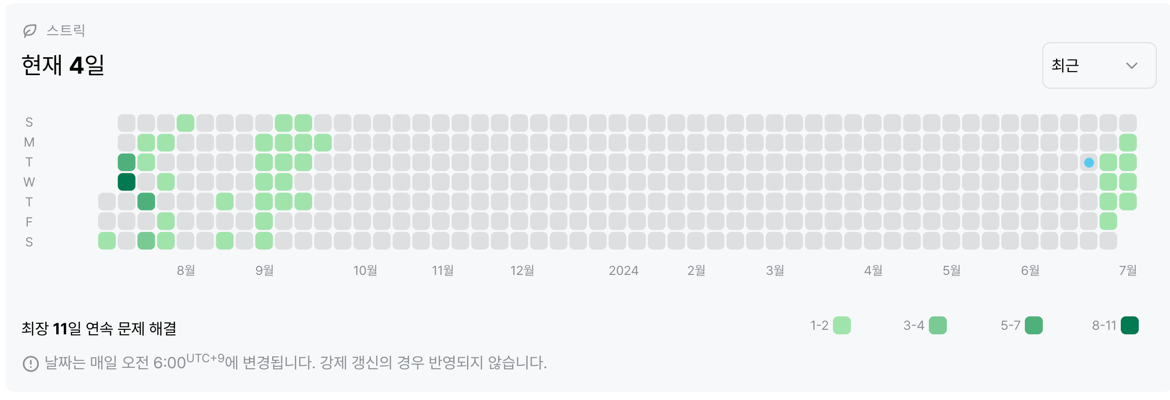 스트릭
현재 4일
최근
S
M
T
W
T
F
S
8월 9월 10월 11월 12월 2024 2월 3월 4월 5월 6월 7월
최장 11일 연속 문제 해결
1-2 3-4 5-7 8-11
날짜는 매일 오전 6:00UTC+9에 변경됩니다. 강제 갱신의 경우 반영되지 않습니다.